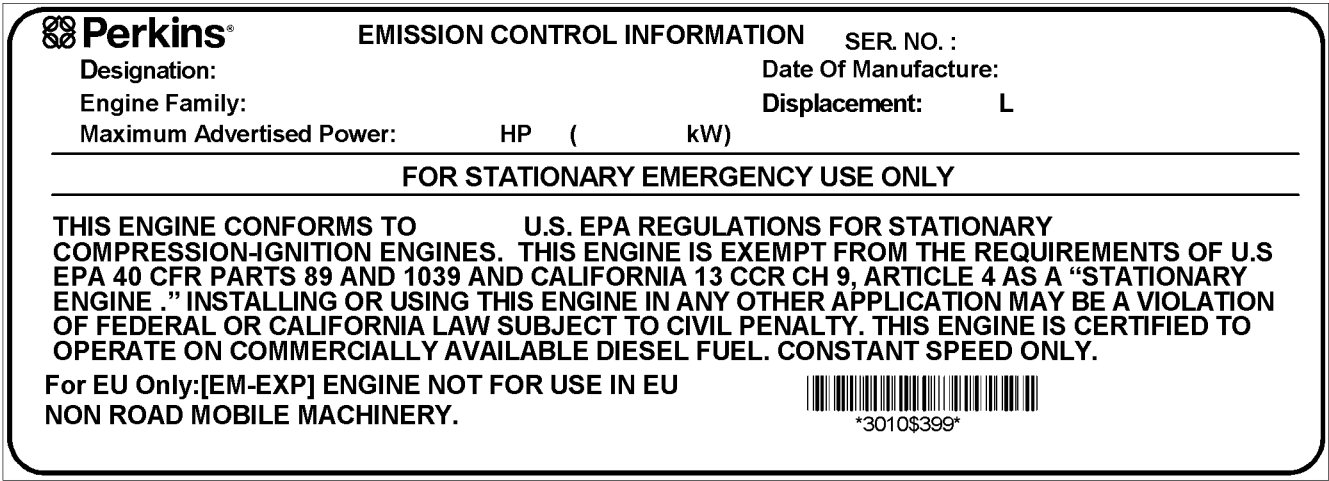 Perkins® EMISSION CONTROL INFORMATION SER. NO. :
Designation: Date Of Manufacture:
Engine Family: Displacement: L
Maximum Advertised Power: HP ( kW)
FOR STATIONARY EMERGENCY USE ONLY
THIS ENGINE CONFORMS TO U.S. EPA REGULATIONS FOR STATIONARY
COMPRESSION-IGNITION ENGINES. THIS ENGINE IS EXEMPT FROM THE REQUIREMENTS OF U.S
EPA 40 CFR PARTS 89 AND 1039 AND CALIFORNIA 13 CCR CH 9, ARTICLE 4 AS A “STATIONARY
ENGINE .” INSTALLING OR USING THIS ENGINE IN ANY OTHER APPLICATION MAY BE A VIOLATION
OF FEDERAL OR CALIFORNIA LAW SUBJECT TO CIVIL PENALTY. THIS ENGINE IS CERTIFIED TO
OPERATE ON COMMERCIALLY AVAILABLE DIESEL FUEL. CONSTANT SPEED ONLY.
For EU Only:[EM-EXP] ENGINE NOT FOR USE IN EU
NON ROAD MOBILE MACHINERY.
*3010$399*